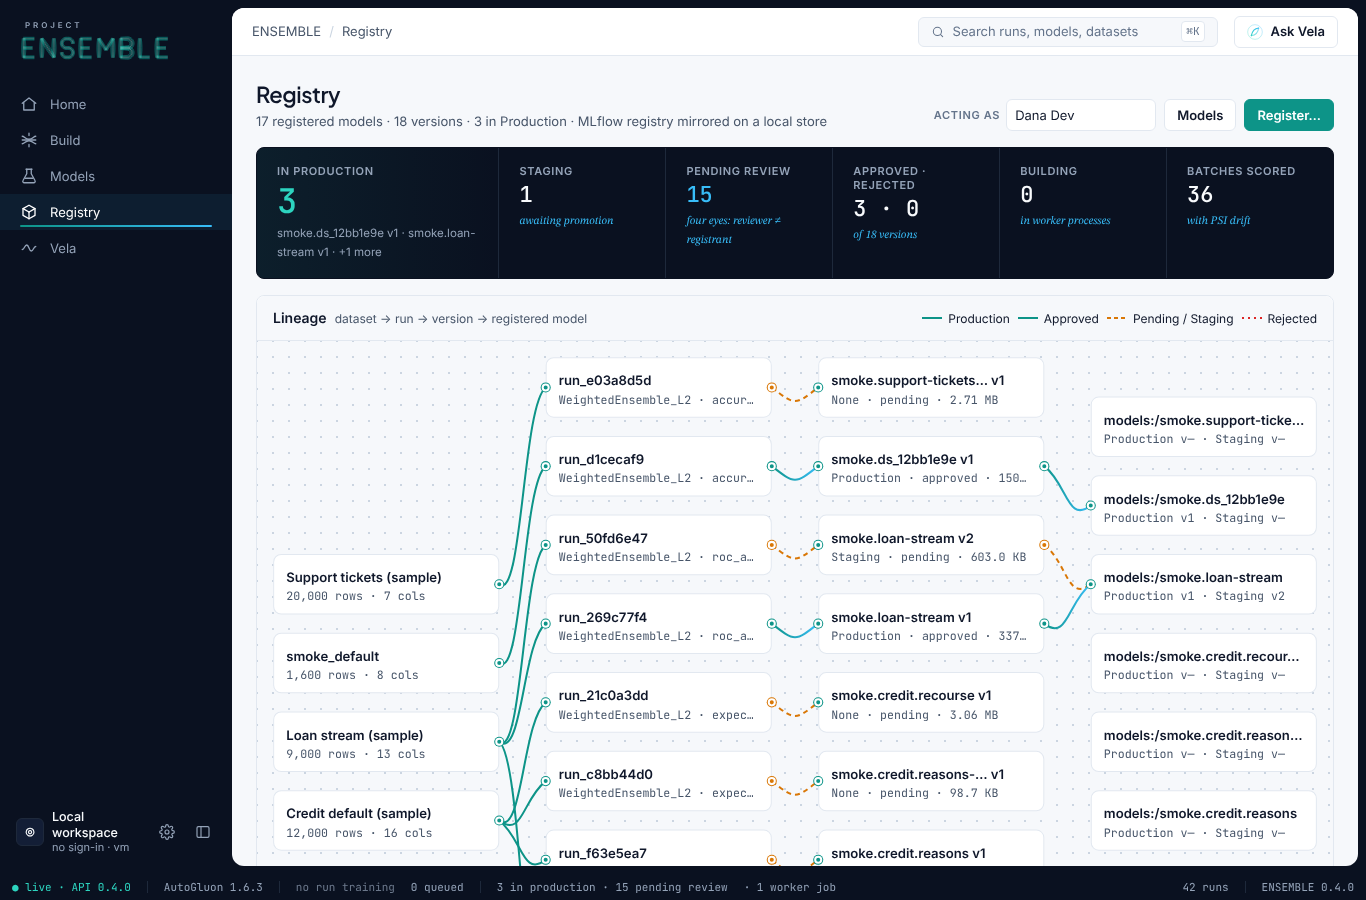 PROJECT
ENSEMBLE
Home
Build
Models
Registry
Vela
Local workspace
no sign-in · vm
ENSEMBLE / Registry
Search runs, models, datasets
⌘K
Ask Vela
Registry
17 registered models · 18 versions · 3 in Production · MLflow registry mirrored on a local store
ACTING AS
Dana Dev
Models
Register...
IN PRODUCTION
3
smoke.ds_12bb1e9e v1 · smoke.loan-
stream v1 · +1 more
STAGING
1
awaiting promotion
PENDING REVIEW
15
four eyes: reviewer ≠
registrant
APPROVED ·
REJECTED
3 · 0
of 18 versions
BUILDING
0
in worker processes
BATCHES SCORED
36
with PSI drift
Lineage
dataset → run → version → registered model
Production
Approved
Pending / Staging
Rejected
Support tickets (sample)
20,000 rows · 7 cols
smoke_default
1,600 rows · 8 cols
Loan stream (sample)
9,000 rows · 13 cols
Credit default (sample)
12,000 rows · 16 cols
run_e03a8d5d
WeightedEnsemble_L2 · accur…
run_d1cecaf9
WeightedEnsemble_L2 · accur…
run_50fd6e47
WeightedEnsemble_L2 · roc_a…
run_269c77f4
WeightedEnsemble_L2 · roc_a…
run_21c0a3dd
WeightedEnsemble_L2 · expec…
run_c8bb44d0
WeightedEnsemble_L2 · expec…
run_f63e5ea7
smoke.support-tickets… v1
None · pending · 2.71 MB
smoke.ds_12bb1e9e v1
Production · approved · 150…
smoke.loan-stream v2
Staging · pending · 603.0 KB
smoke.loan-stream v1
Production · approved · 337…
smoke.credit.recourse v1
None · pending · 3.06 MB
smoke.credit.reasons-… v1
None · pending · 98.7 KB
smoke.credit.reasons v1
models:/smoke.support-ticke…
Production v— · Staging v—
models:/smoke.ds_12bb1e9e
Production v1 · Staging v—
models:/smoke.loan-stream
Production v1 · Staging v2
models:/smoke.credit.recour…
Production v— · Staging v—
models:/smoke.credit.reason…
Production v— · Staging v—
models:/smoke.credit.reasons
Production v— · Staging v—
live · API 0.4.0
AutoGluon 1.6.3
no run training
0 queued
3 in production · 15 pending review · 1 worker job
42 runs
ENSEMBLE 0.4.0